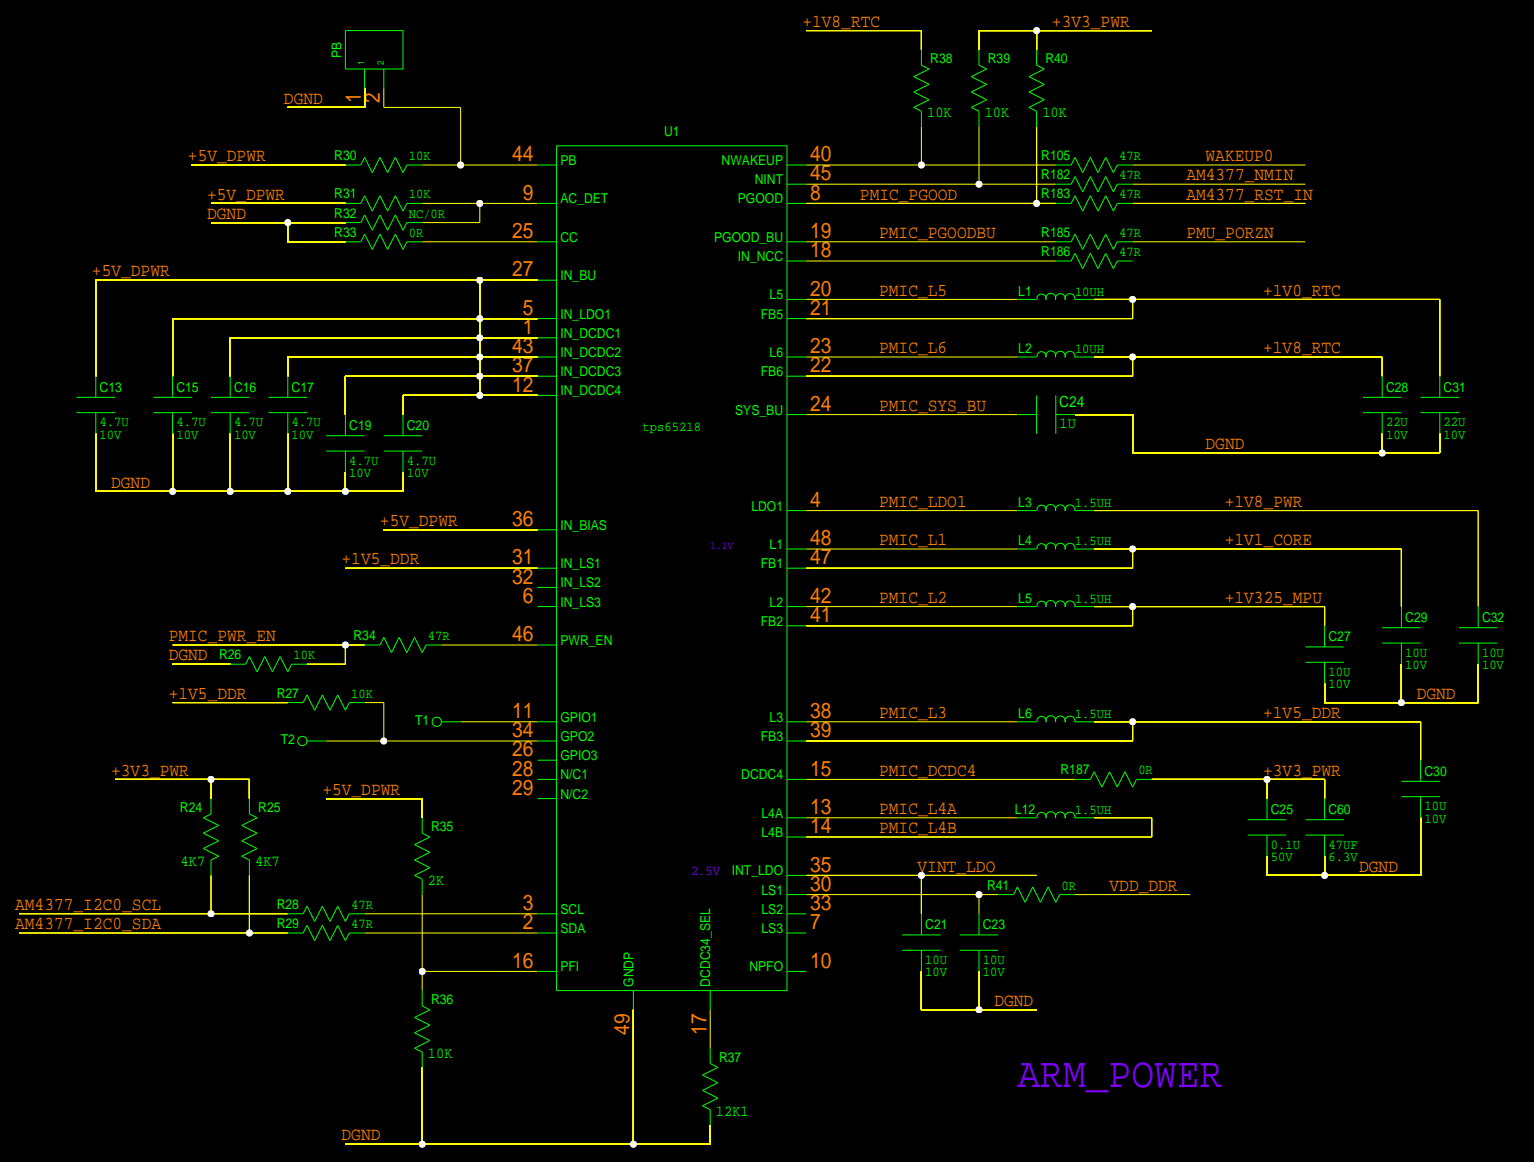 +1V8_RTC
+3V3_PWR
PB
1
2
R38
R39
R40
DGND
1
2
10K
10K
10K
U1
+5V_DPWR
R30
10K
44
PB
NWAKEUP
40
R105
47R
WAKEUP0
NINT
45
R182
47R
AM4377_NMIN
+5V_DPWR
R31
10K
9
AC_DET
PGOOD
8
PMIC_PGOOD
R183
47R
AM4377_RST_IN
DGND
R32
NC/0R
R33
0R
25
CC
PGOOD_BU
19
PMIC_PGOODBU
R185
47R
PMU_PORZN
IN_NCC
18
R186
47R
+5V_DPWR
27
IN_BU
L5
20
PMIC_L5
L1
10UH
+1V0_RTC
5
IN_LDO1
FB5
21
1
IN_DCDC1
43
IN_DCDC2
L6
23
PMIC_L6
L2
10UH
+1V8_RTC
37
IN_DCDC3
FB6
22
12
IN_DCDC4
C13
4.7U
10V
C15
4.7U
10V
C16
4.7U
10V
C17
4.7U
10V
C19
4.7U
10V
C20
4.7U
10V
C28
22U
10V
C31
22U
10V
SYS_BU
24
PMIC_SYS_BU
C24
1U
tps65218
DGND
DGND
LDO1
4
PMIC_LDO1
L3
1.5UH
+1V8_PWR
+5V_DPWR
36
IN_BIAS
1.1V
L1
48
PMIC_L1
L4
1.5UH
+1V1_CORE
+1V5_DDR
31
IN_LS1
FB1
47
32
IN_LS2
6
IN_LS3
L2
42
PMIC_L2
L5
1.5UH
+1V325_MPU
FB2
41
C27
10U
10V
C29
10U
10V
C32
10U
10V
PMIC_PWR_EN
R34
47R
46
PWR_EN
DGND
R26
10K
DGND
+1V5_DDR
R27
10K
T1
11
GPIO1
L3
38
PMIC_L3
L6
1.5UH
+1V5_DDR
T2
34
GPO2
FB3
39
26
GPIO3
28
N/C1
DCDC4
15
PMIC_DCDC4
R187
0R
+3V3_PWR
C30
10U
10V
29
N/C2
+3V3_PWR
+5V_DPWR
L4A
13
PMIC_L4A
L12
1.5UH
C25
0.1U
50V
C60
47UF
6.3V
R24
4K7
R25
4K7
R35
2K
L4B
14
PMIC_L4B
DGND
2.5V
INT_LDO
35
VINT_LDO
LS1
30
R41
0R
VDD_DDR
AM4377_I2C0_SCL
R28
47R
3
SCL
LS2
33
AM4377_I2C0_SDA
R29
47R
2
SDA
LS3
7
C21
10U
10V
C23
10U
10V
16
PFI
GNDP
DCDC34_SEL
NPFO
10
R36
10K
DGND
49
17
R37
12K1
ARM_POWER
DGND